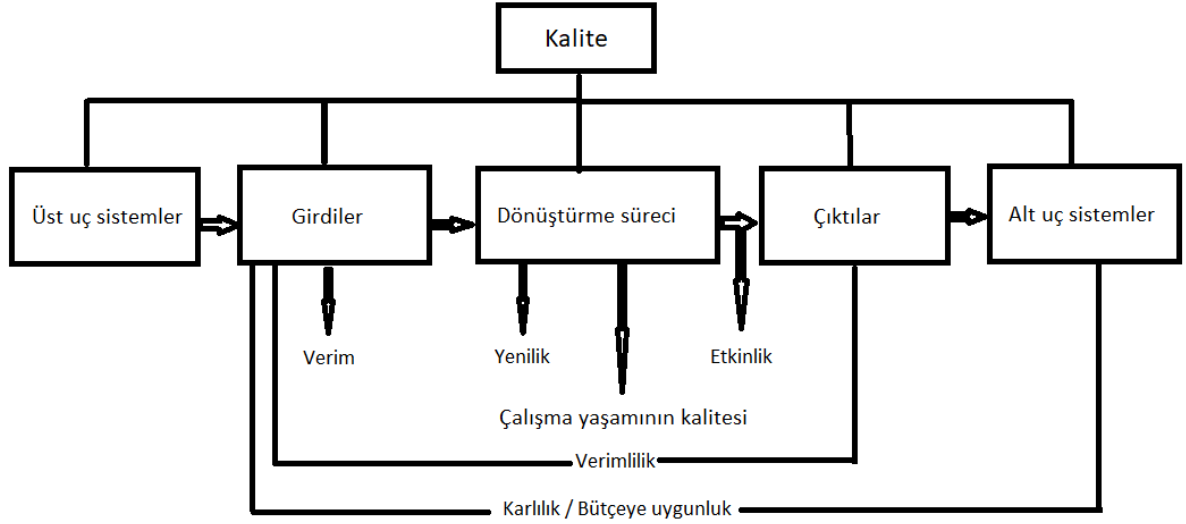 Kalite
Üst uç sistemler
Girdiler
Dönüştürme süreci
Çıktılar
Alt uç sistemler
Verim
Yenilik
Etkinlik
Çalışma yaşamının kalitesi
Verimlilik
Karlılık / Bütçeye uygunluk